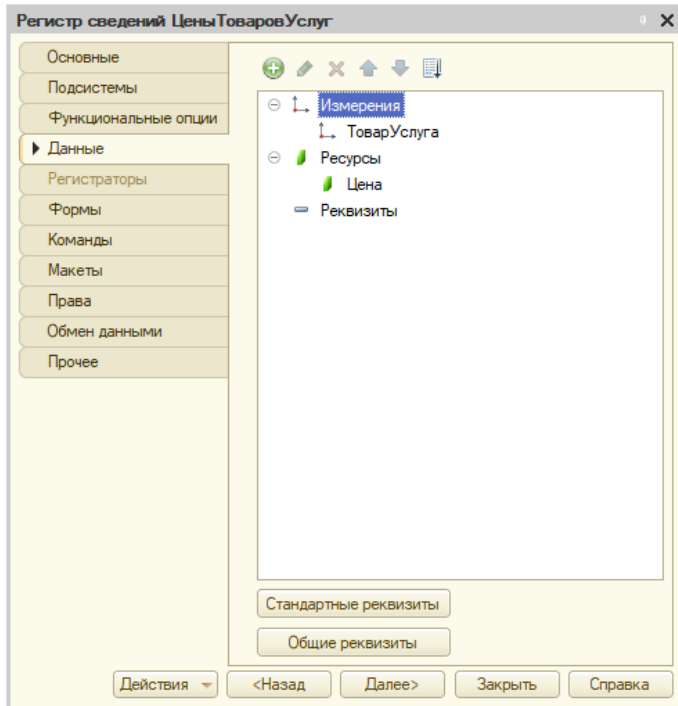 Регистр сведений ЦеныТоваровУслуг
Основные
Подсистемы
Функциональные опции
Данные
Регистраторы
Формы
Команды
Макеты
Права
Обмен данными
Прочее
Измерения
ТоварУслуга
Ресурсы
Цена
Реквизиты
Стандартные реквизиты
Общие реквизиты
Действия
<Назад
Далее>
Закрыть
Справка